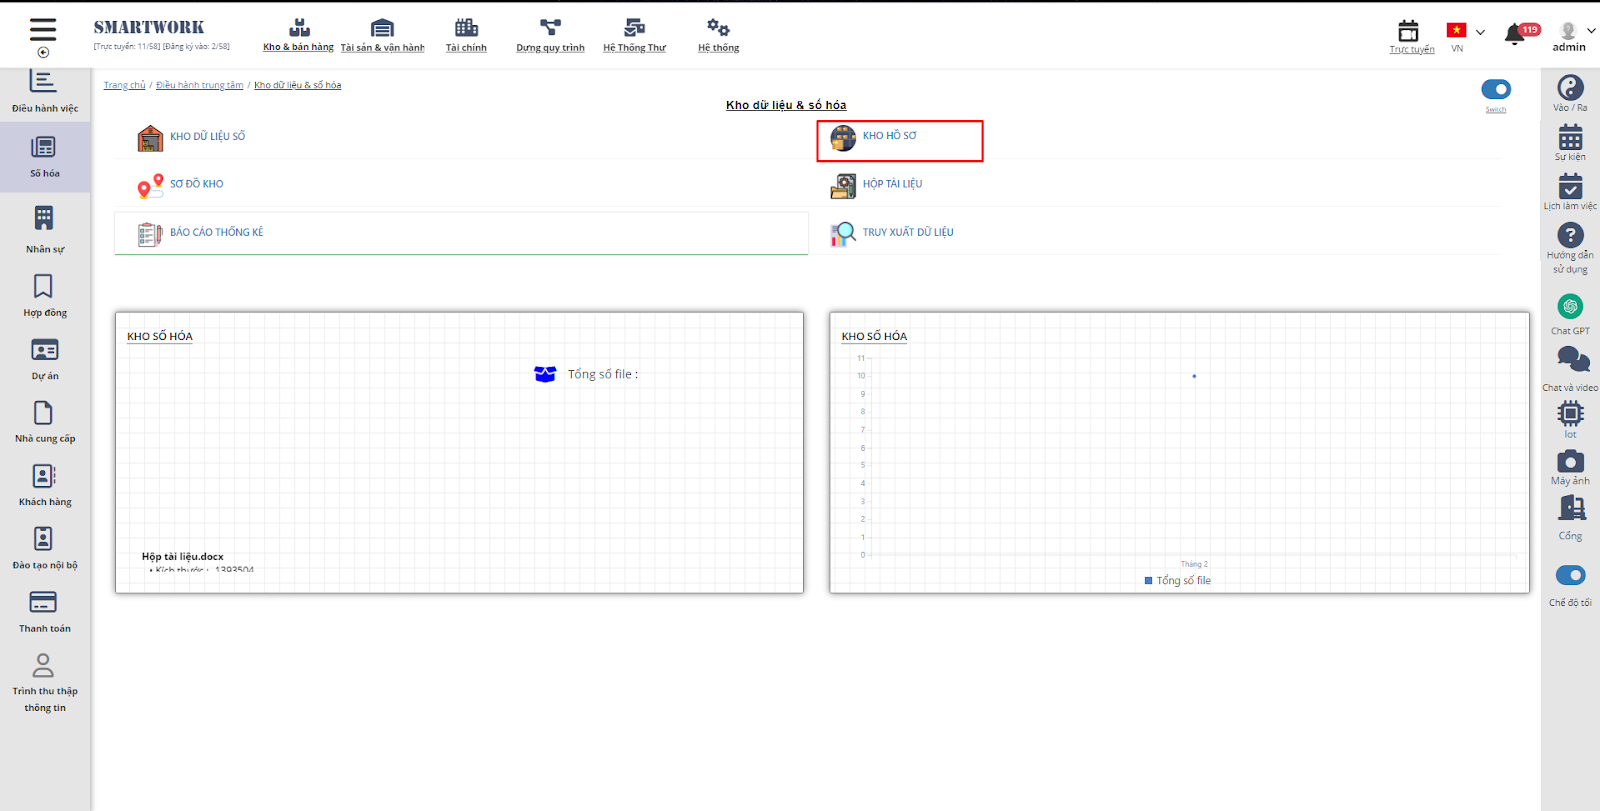 SMARTWORK
[Trực tuyến: 11/58] [Đăng ký vào: 2/58]
Kho & bán hàng
Tài sản & vận hành
Tài chính
Dựng quy trình
Hệ Thống Thư
Hệ thống
Trực tuyến
VN
119
admin
Điều hành việc
Số hóa
Nhân sự
Hợp đồng
Dự án
Nhà cung cấp
Khách hàng
Đào tạo nội bộ
Thanh toán
Trình thu thập
thông tin
Trang chủ / Điều hành trung tâm / Kho dữ liệu & số hóa
Kho dữ liệu & số hóa
Switch
KHO DỮ LIỆU SỐ
KHO HỒ SƠ
SƠ ĐỒ KHO
HỘP TÀI LIỆU
BÁO CÁO THỐNG KÊ
TRUY XUẤT DỮ LIỆU
KHO SỐ HÓA
Tổng số file :
Hộp tài liệu.docx
• Kích thước : 1393504
KHO SỐ HÓA
11
10
9
8
7
6
5
4
3
2
1
0
Tháng 2
Tổng số file
Vào / Ra
Sự kiện
Lịch làm việc
Hướng dẫn
sử dụng
Chat GPT
Chat và video
Iot
Máy ảnh
Cổng
Chế độ tối